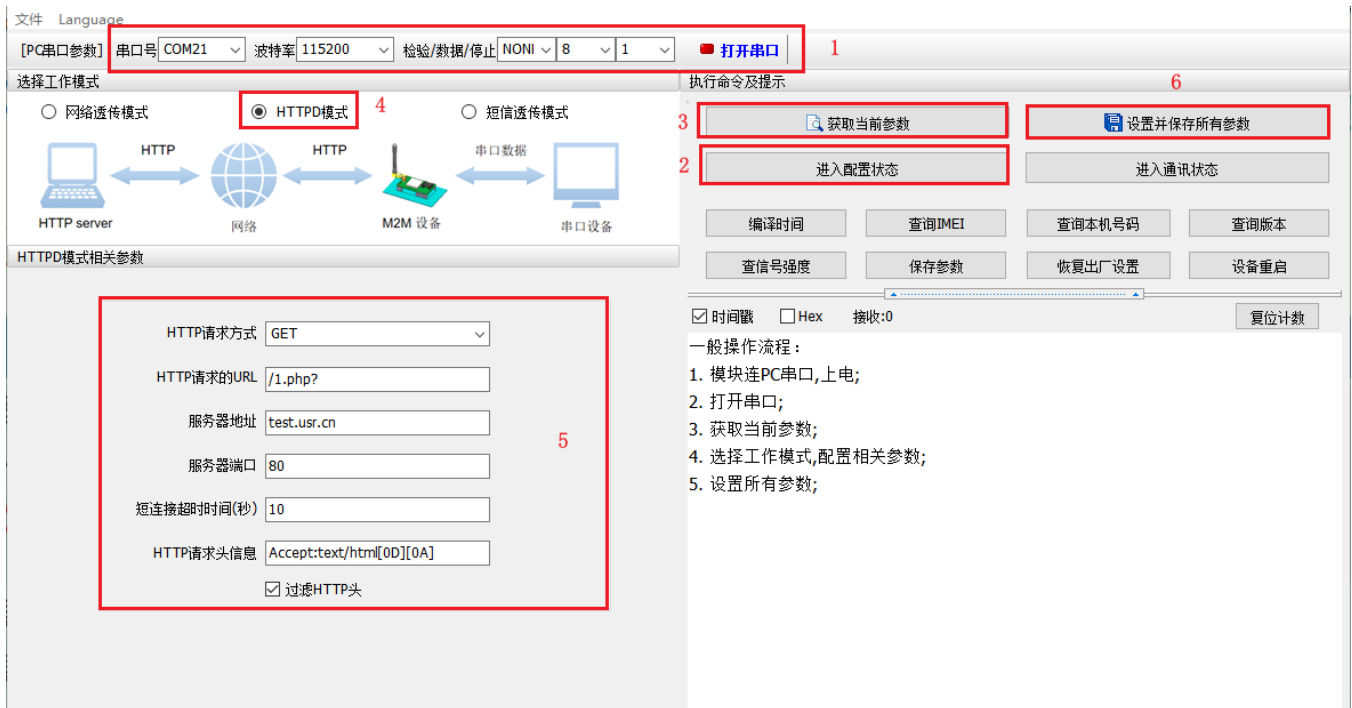 文件 Language
[PC串口参数] 串口号 COM21 波特率 115200 检验/数据/停止 NONI 8 1 打开串口 1
选择工作模式
网络透传模式 HTTPD模式 4 短信透传模式
HTTP HTTP 串口数据
HTTP server 网络 M2M 设备 串口设备
HTTPD模式相关参数
HTTP请求方式 GET
HTTP请求的URL /1.php?
服务器地址 test.usr.cn
服务器端口 80
短连接超时时间(秒) 10
HTTP请求头信息 Accept:text/html[0D][0A]
过滤HTTP头
5
执行命令及提示 6
3 获取当前参数 设置并保存所有参数
2 进入配置状态 进入通讯状态
编译时间 查询IMEI 查询本机号码 查询版本
查信号强度 保存参数 恢复出厂设置 设备重启
时间戳 Hex 接收:0 复位计数
一般操作流程:
1. 模块连PC串口,上电;
2. 打开串口;
3. 获取当前参数;
4. 选择工作模式,配置相关参数;
5. 设置所有参数;